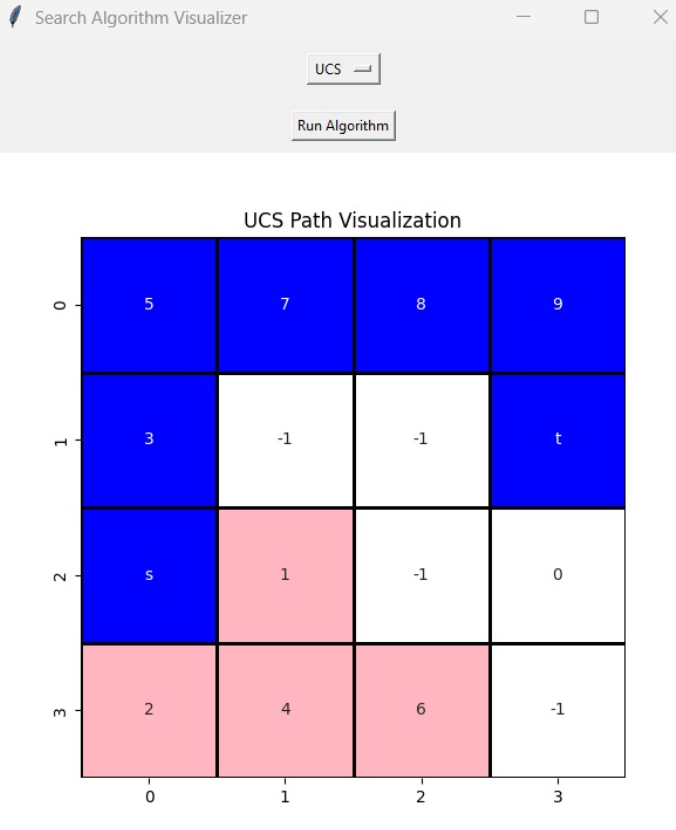 Search Algorithm Visualizer
UCS
Run Algorithm
UCS Path Visualization
0 5 7 8 9
1 3 -1 -1 t
2 s 1 -1 0
3 2 4 6 -1
0 1 2 3